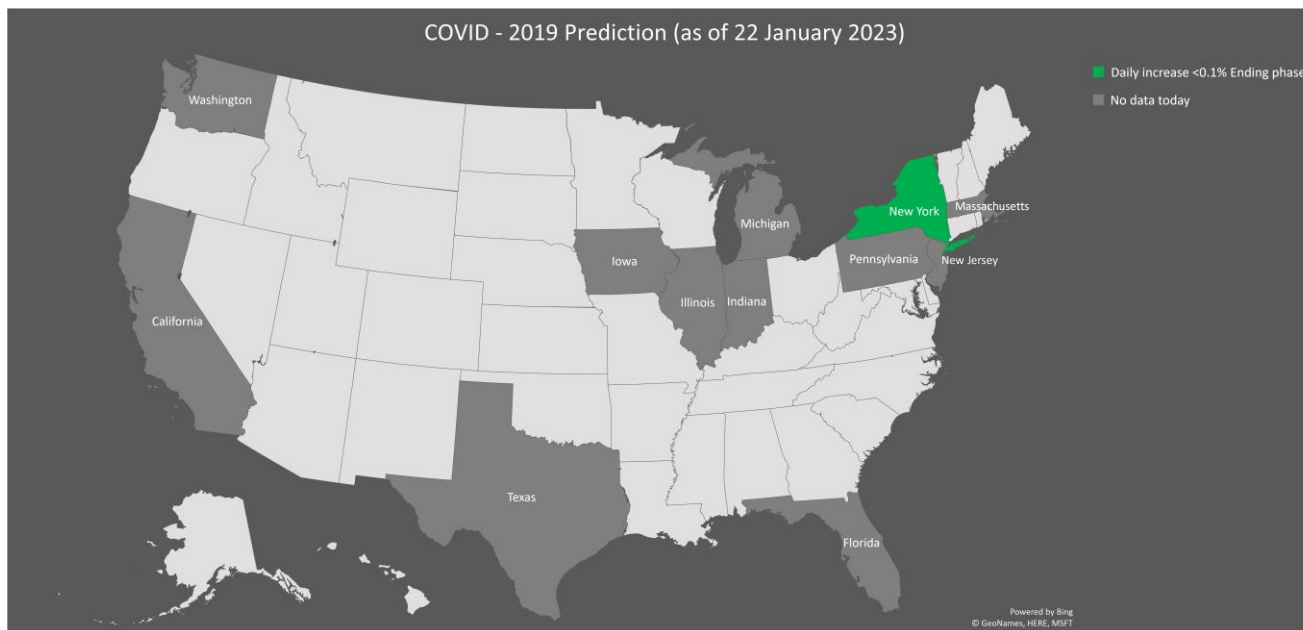 COVID - 2019 Prediction (as of 22 January 2023)
Daily increase <0.1% Ending phase
No data today
Washington
Michigan
New York
Massachusetts
Iowa
Pennsylvania
New Jersey
Illinois
Indiana
California
Texas
Florida
Powered by Bing
© GeoNames, HERE, MSFT